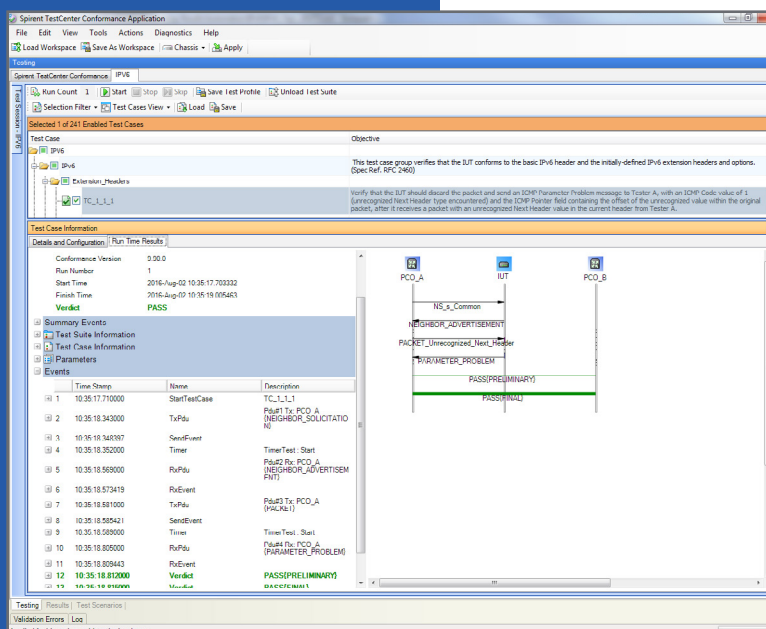 Spirent TestCenter Conformance Application
File Edit View Tools Actions Diagnostics Help
Load Workspace Save As Workspace Chassis Apply
Testing
Spirent TestCenter Conformance IPV6
Test Session - IPV6
Run Count 1 Start Stop Skip Save Test Profile Unload Test Suite
Selection Filter Test Cases View Load Save
Selected 1 of 241 Enabled Test Cases
Test Case Objective
IPV6
IPv6 This test case group verifies that the IUT conforms to the basic IPv6 header and the initially-defined IPv6 extension headers and options.
(Spec Ref. RFC 2460)
Extension_Headers
TC_1_1_1 Verify that the IUT should discard the packet and send an ICMP Parameter Problem message to Tester A, with an ICMP Code value of 1
(unrecognized Next Header type encountered) and the ICMP Pointer field containing the offset of the unrecognized value within the original
packet, after it receives a packet with an unrecognized Next Header value in the current header from Tester A.
Test Case Information
Details and Configuration Run Time Results
Conformance Version
Run Number 1
Start Time 2016-Aug-02 10:35:17.703332
Finish Time 2016-Aug-02 10:35:19.005463
Verdict PASS
Summary Events
Test Suite Information
Test Case Information
Parameters
Events
Time Stamp Name Description
1 10:35:17.710000 StartTestCase TC_1_1_1
2 10:35:18.343000 TxPdu Pdu#1 Tx: PCO_A
(NEIGHBOR_SOLICITATIO
N)
3 10:35:18.348397 SendEvent
4 10:35:18.352000 Timer TimerTest : Start
5 10:35:18.569000 RxPdu Pdu#2 Rx: PCO_A
(NEIGHBOR_ADVERTISEM
ENT)
6 10:35:18.573419 RxEvent
7 10:35:18.581000 TxPdu Pdu#3 Tx: PCO_A
(PACKET)
8 10:35:18.585421 SendEvent
9 10:35:18.589000 Timer TimerTest : Start
10 10:35:18.805000 RxPdu Pdu#4 Rx: PCO_A
(PARAMETER_PROBLEM)
11 10:35:18.809443 RxEvent
12 10:35:18.812000 Verdict PASS(PRELIMINARY)
13 10:35:18.815000 Verdict PASS(FINAL)
PCO_A IUT PCO_B
NS_s_Common
NEIGHBOR_ADVERTISEMENT
PACKET_Unrecognized_Next_Header
PARAMETER_PROBLEM
PASS(PRELIMINARY)
PASS(FINAL)
Testing Results Test Scenarios
Validation Errors Log